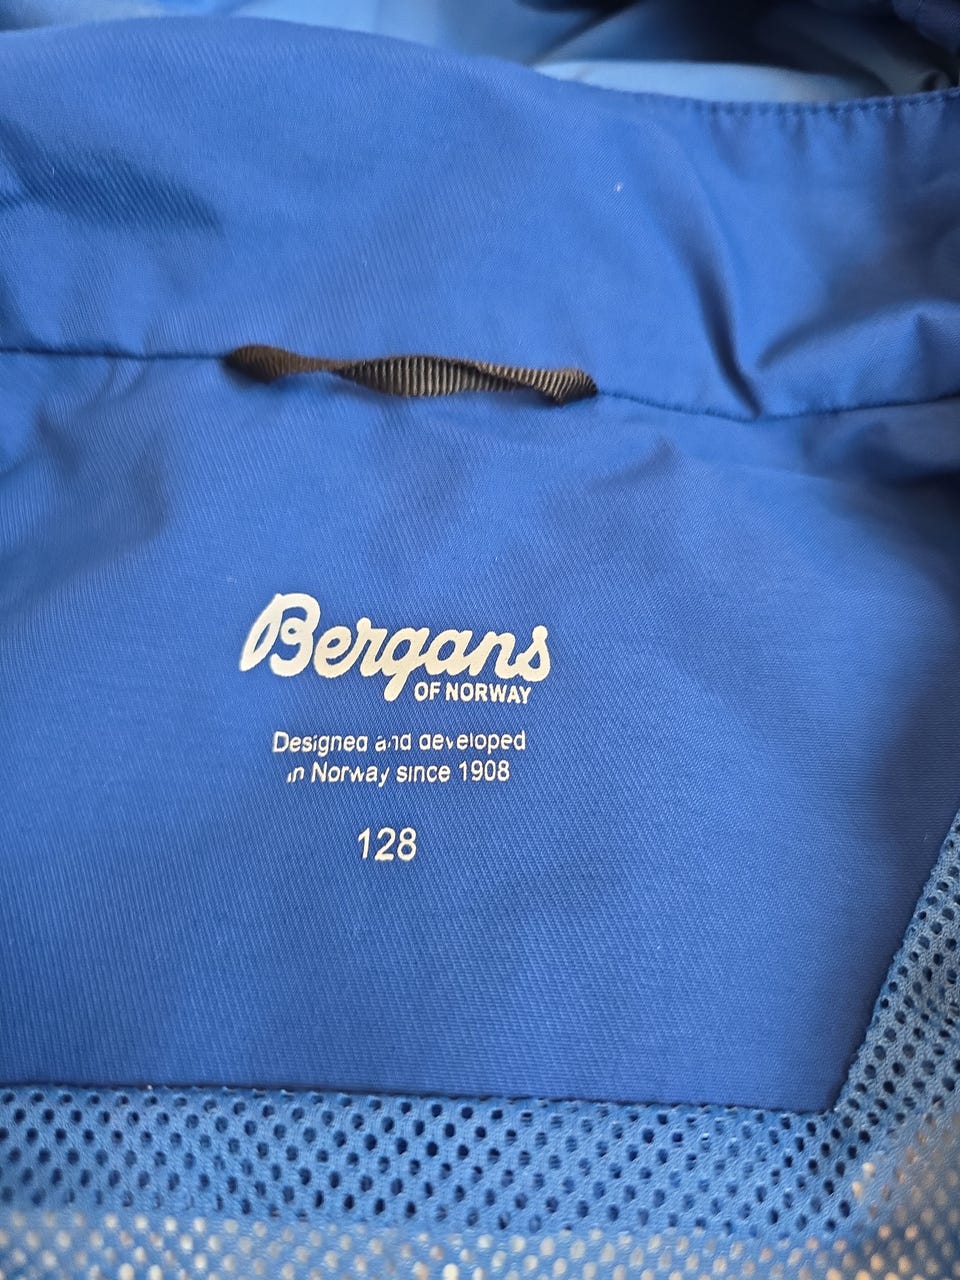 Bergans
OF NORWAY
Designed and developed
in Norway since 1908
128